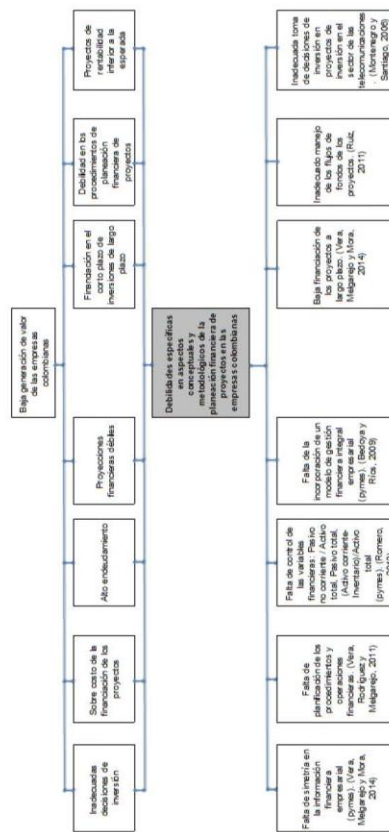 Baja generación de valor
de las empresas
colombianas
Inadecuadas
decisiones de
inversión
Sobre costo de la
financiación de los
proyectos
Alto endeudamiento
Proyecciones
financieras débiles
Financiación en el
corto plazo de
inversiones de largo
plazo
Debilidad en los
procedimientos de
planeación
financiera de
proyectos
Proyectos de
rentabilidad
inferior a la
esperada
Debilidades específicas
en aspectos
conceptuales y
metodológicos de la
planeación financiera de
proyectos en las
empresas colombianas
Falta de simetría en
la información
financiera
empresarial
(pymes). (Vera,
Melgarejo y Mora,
2014)
Falta de
planificación de los
procedimientos y
operaciones
financieras. (Vera,
Rodríguez y
Melgarejo, 2011)
Falta de control de
las variables
financieras: Pasivo
no corriente / Activo
total, Pasivo total,
(Activo corriente-
Inventario)/Activo
total
(pymes). (Romero,
Falta de la
incorporación de un
modelo de gestión
financiera integral
empresarial
(pymes). (Bedoya y
Ríos, 2009)
Baja financiación de
los proyectos a
largo plazo. (Vera,
Melgarejo y Mora,
2014)
Inadecuado manejo
de los flujos de
fondos de los
proyectos. (Ruiz,
2011)
Inadecuada toma
de decisiones de
inversión en
proyectos de
inversión en el
sector de las
telecomunicaciones
. (Montenegro y
Santiago, 2006)